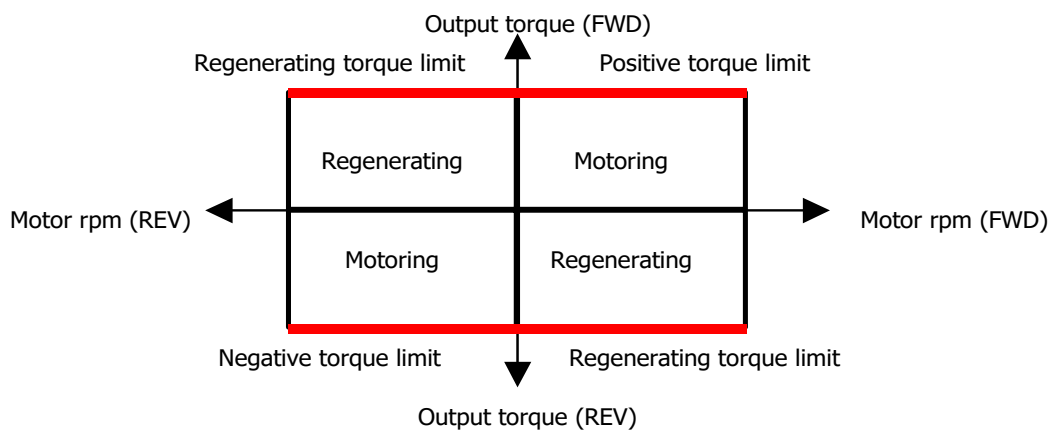 Output torque (FWD)
Regenerating torque limit
Positive torque limit
Regenerating
Motoring
Motor rpm (REV)
Motor rpm (FWD)
Motoring
Regenerating
Negative torque limit
Regenerating torque limit
Output torque (REV)